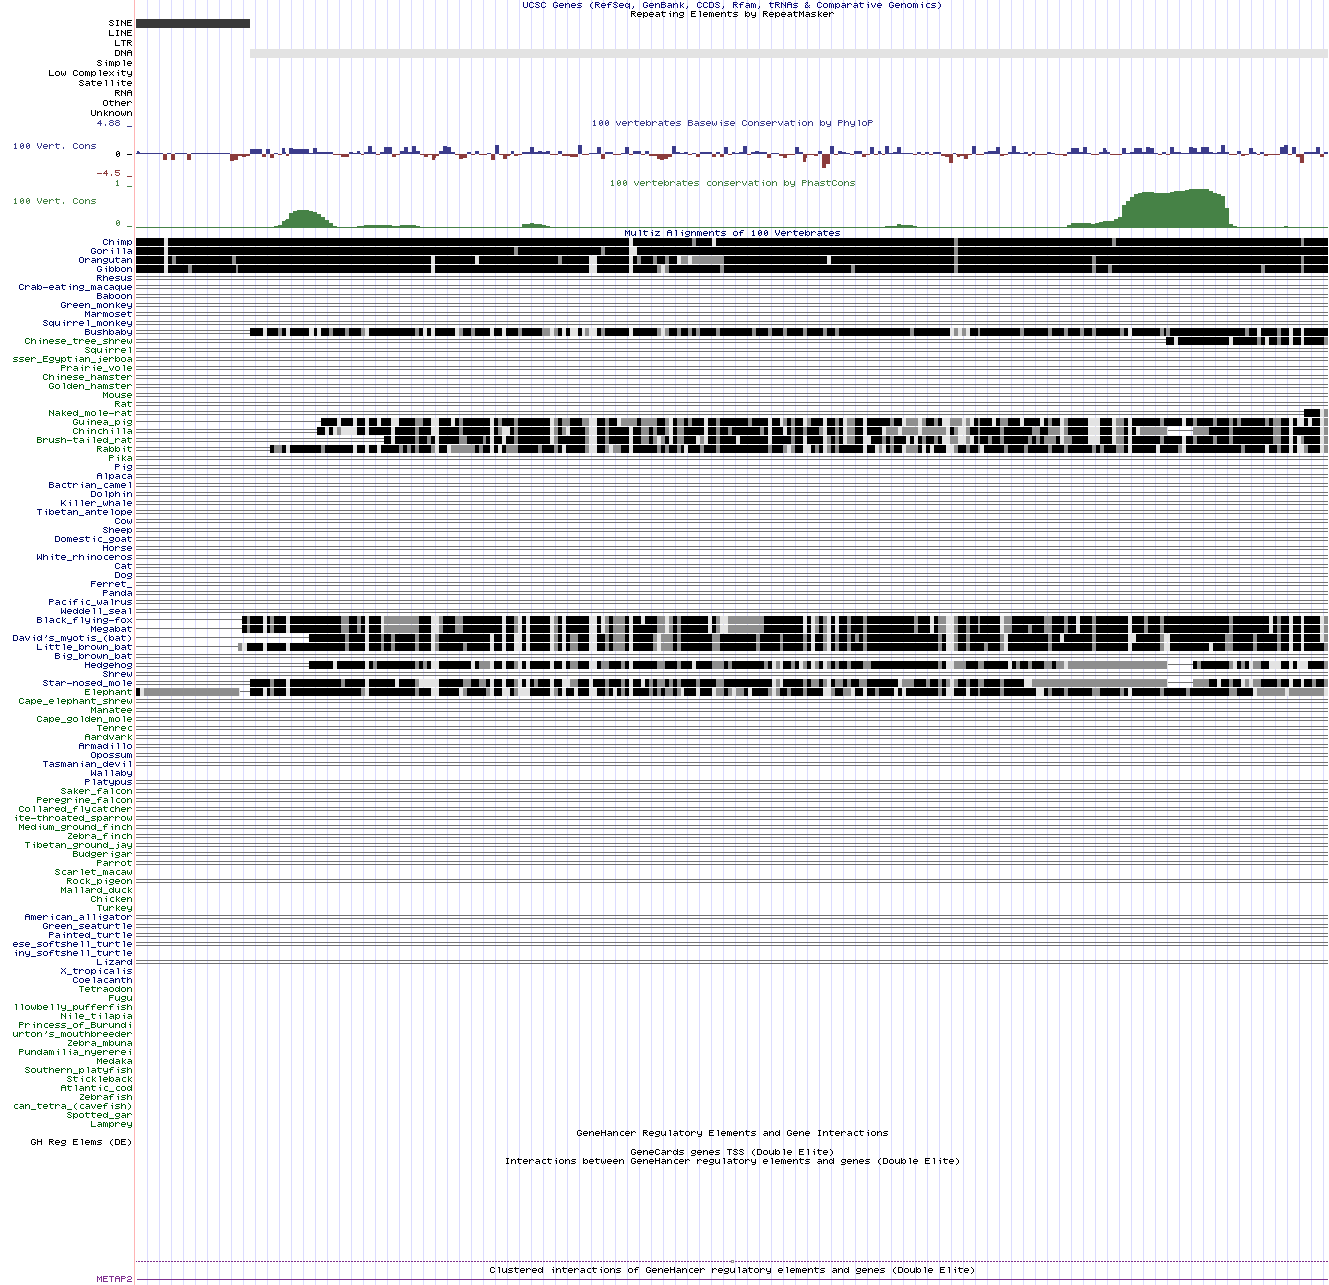 UCSC Genes (RefSeq, GenBank, CCDS, Rfam, tRNAs & Comparative Genomics)
Repeating Elements by RepeatMasker
SINE
LINE
LTR
DNA
Simple
Low Complexity
Satellite
RNA
Other
Unknown
4.88 _
100 vertebrates Basewise Conservation by PhyloP
100 Vert. Cons
0 _
-4.5 _
1 _
100 vertebrates conservation by PhastCons
100 Vert. Cons
0 _
Multiz Alignments of 100 Vertebrates
Chimp
Gorilla
Orangutan
Gibbon
Rhesus
Crab-eating_macaque
Baboon
Green_monkey
Marmoset
Squirrel_monkey
Bushbaby
Chinese_tree_shrew
Squirrel
sser_Egyptian_jerboa
Prairie_vole
Chinese_hamster
Golden_hamster
Mouse
Rat
Naked_mole-rat
Guinea_pig
Chinchilla
Brush-tailed_rat
Rabbit
Pika
Pig
Alpaca
Bactrian_camel
Dolphin
Killer_whale
Tibetan_antelope
Cow
Sheep
Domestic_goat
Horse
White_rhinoceros
Cat
Dog
Ferret_
Panda
Pacific_walrus
Weddell_seal
Black_flying-fox
Megabat
David's_myotis_(bat)
Little_brown_bat
Big_brown_bat
Hedgehog
Shrew
Star-nosed_mole
Elephant
Cape_elephant_shrew
Manatee
Cape_golden_mole
Tenrec
Aardvark
Armadillo
Opossum
Tasmanian_devil
Wallaby
Platypus
Saker_falcon
Peregrine_falcon
Collared_flycatcher
ite-throated_sparrow
Medium_ground_finch
Zebra_finch
Tibetan_ground_jay
Budgerigar
Parrot
Scarlet_macaw
Rock_pigeon
Mallard_duck
Chicken
Turkey
American_alligator
Green_seaturtle
Painted_turtle
ese_softshell_turtle
iny_softshell_turtle
Lizard
X_tropicalis
Coelacanth
Tetraodon
Fugu
llowbelly_pufferfish
Nile_tilapia
Princess_of_Burundi
urton's_mouthbreeder
Zebra_mbuna
Pundamilia_nyererei
Medaka
Southern_platyfish
Stickleback
Atlantic_cod
Zebrafish
can_tetra_(cavefish)
Spotted_gar
Lamprey
GeneHancer Regulatory Elements and Gene Interactions
GH Reg Elems (DE)
GeneCards genes TSS (Double Elite)
Interactions between GeneHancer regulatory elements and genes (Double Elite)
Clustered interactions of GeneHancer regulatory elements and genes (Double Elite)
METAP2